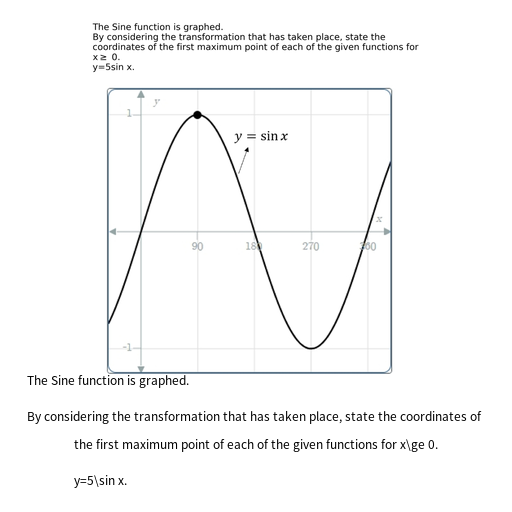 The Sine function is graphed.
By considering the transformation that has taken place, state the
coordinates of the first maximum point of each of the given functions for
x≥ 0.
y=5sin x.
y
1
y = sin x
x
90
180
270
360
-1
The Sine function is graphed.
By considering the transformation that has taken place, state the coordinates of
the first maximum point of each of the given functions for x\ge 0.
y=5\sin x.